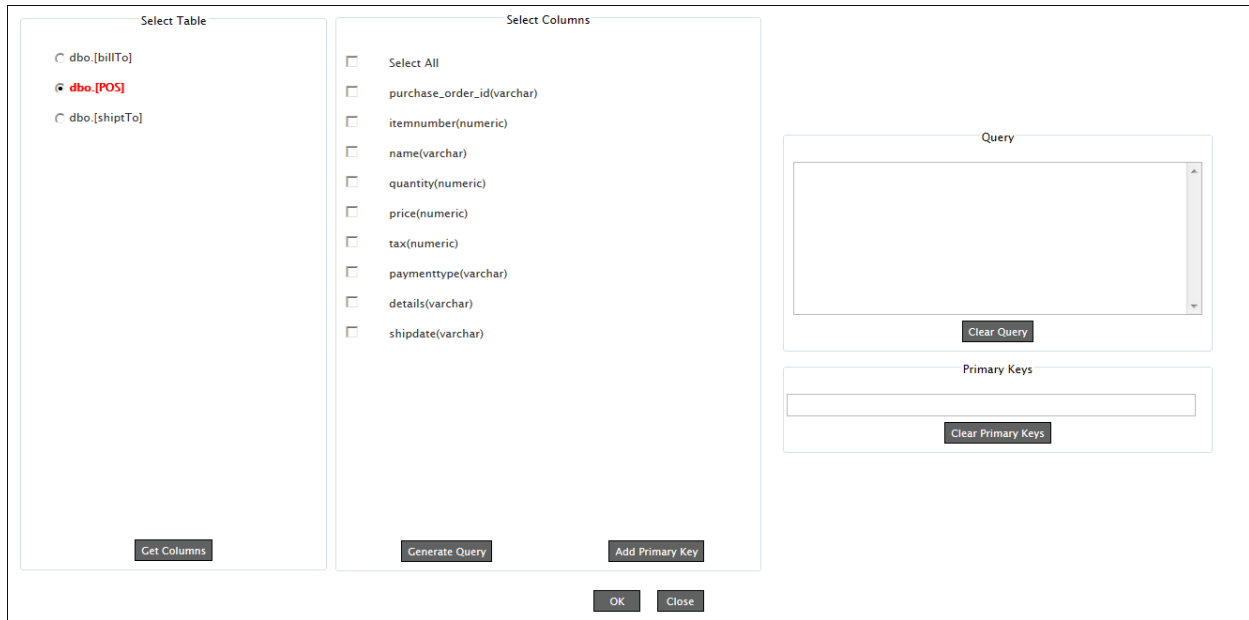 Select Table
dbo.[billTo]
dbo.[POS]
dbo.[shiptTo]
Get Columns
Select Columns
Select All
purchase_order_id(varchar)
itemnumber(numeric)
name(varchar)
quantity(numeric)
price(numeric)
tax(numeric)
paymenttype(varchar)
details(varchar)
shipdate(varchar)
Generate Query
Add Primary Key
Query
Clear Query
Primary Keys
Clear Primary Keys
OK
Close